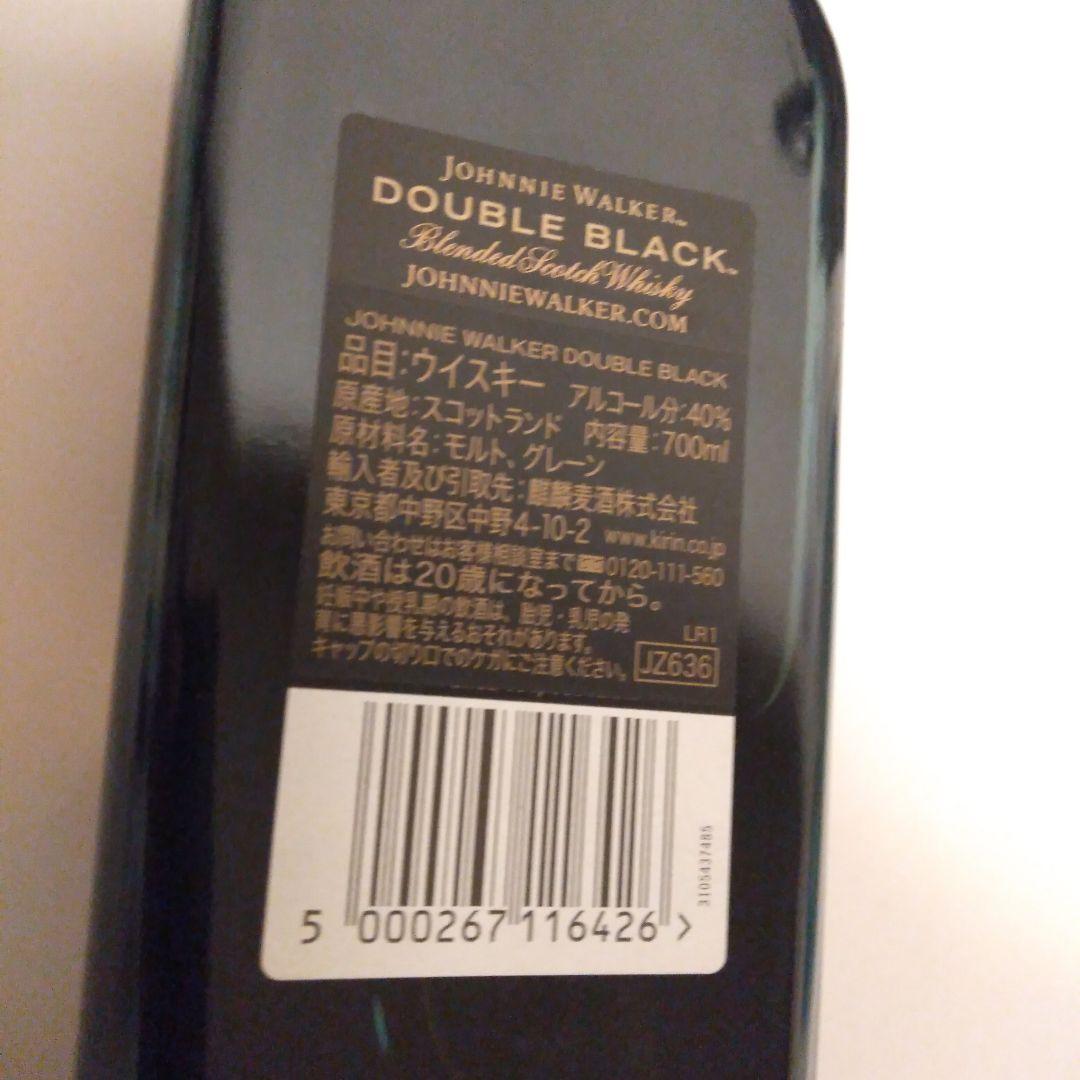 JOHNNIE WALKER™
DOUBLE BLACK™
Blended Scotch Whisky
JOHNNIEWALKER.COM
JOHNNIE WALKER DOUBLE BLACK
品目:ウイスキー アルコール分:40%
原産地:スコットランド 内容量:700ml
原材料名:モルト、グレーン
輸入者及び引取先:麒麟麦酒株式会社
東京都中野区中野4-10-2 www.kirin.co.jp
お問い合わせはお客様相談室まで 0120-111-560
飲酒は20歳になってから。
妊娠中や授乳期の飲酒は、胎児・乳児の発
育に悪影響を与えるおそれがあります。
キャップの切り口でのケガにご注意ください。
LR1
JZ636
3105437485
5 000267 116426 >